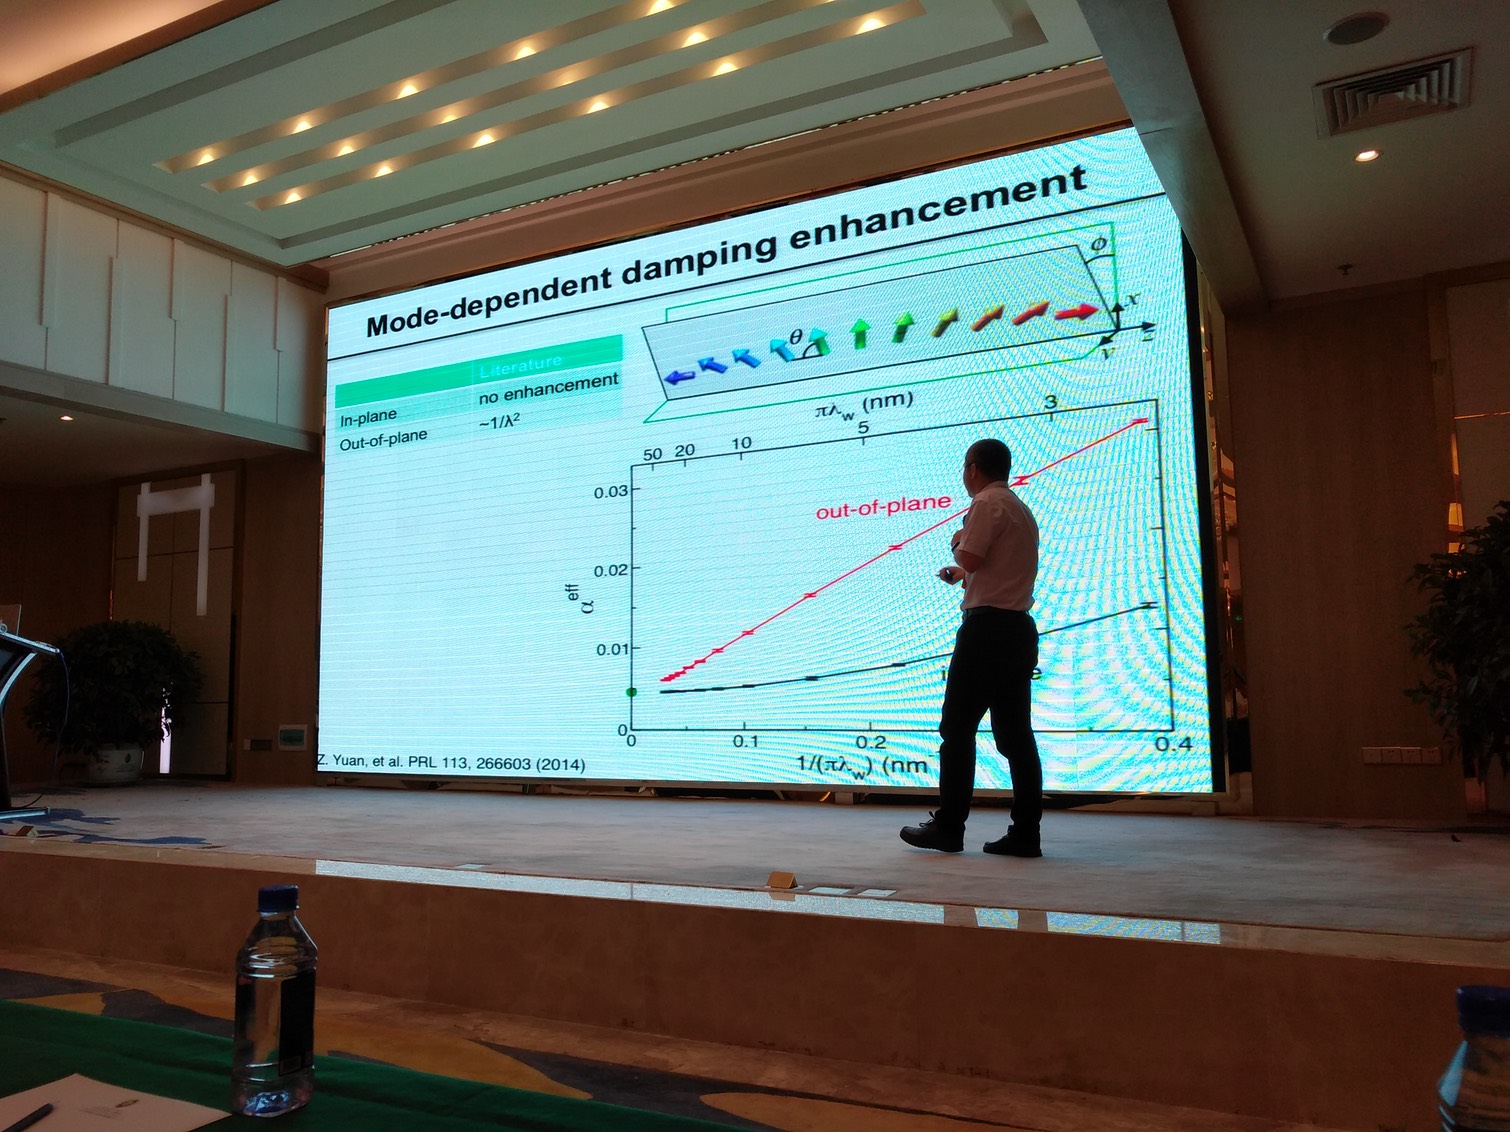 Mode-dependent damping enhancement
Literature
In-plane no enhancement
Out-of-plane ~1/λ²
θ
ϕ
x
y
z
πλw (nm)
50 20 10 5 3
0.03
0.02
0.01
0
αeff
out-of-plane
0 0.1 0.2 0.4
1/(πλw) (nm
Z. Yuan, et al. PRL 113, 266603 (2014)